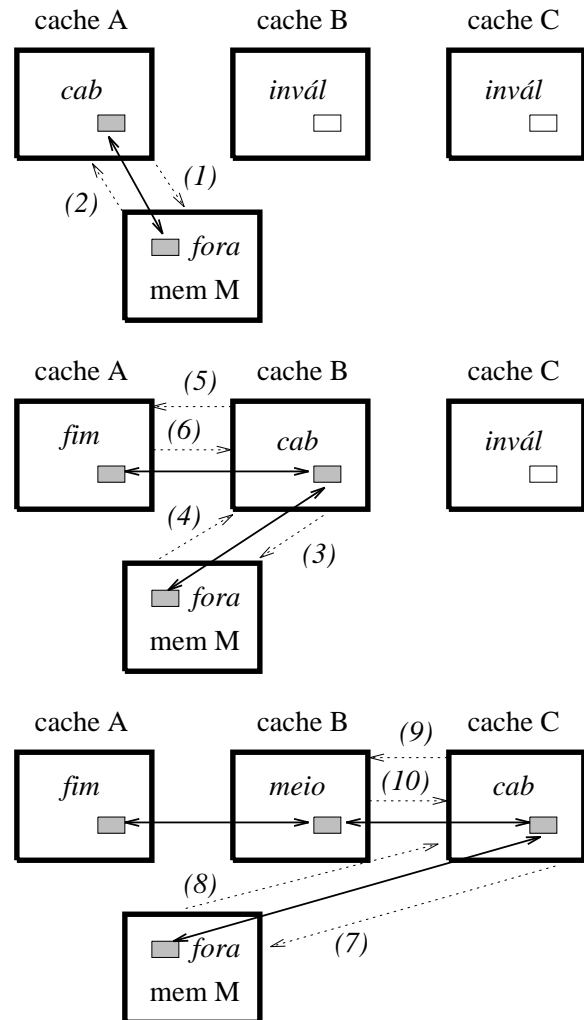 cache A cache B cache C
cab invál invál
(1)
(2)
fora
mem M
cache A cache B cache C
(5)
fim (6) cab invál
(4)
(3)
fora
mem M
cache A cache B cache C
(9)
fim meio (10) cab
(8)
(7)
fora
mem M